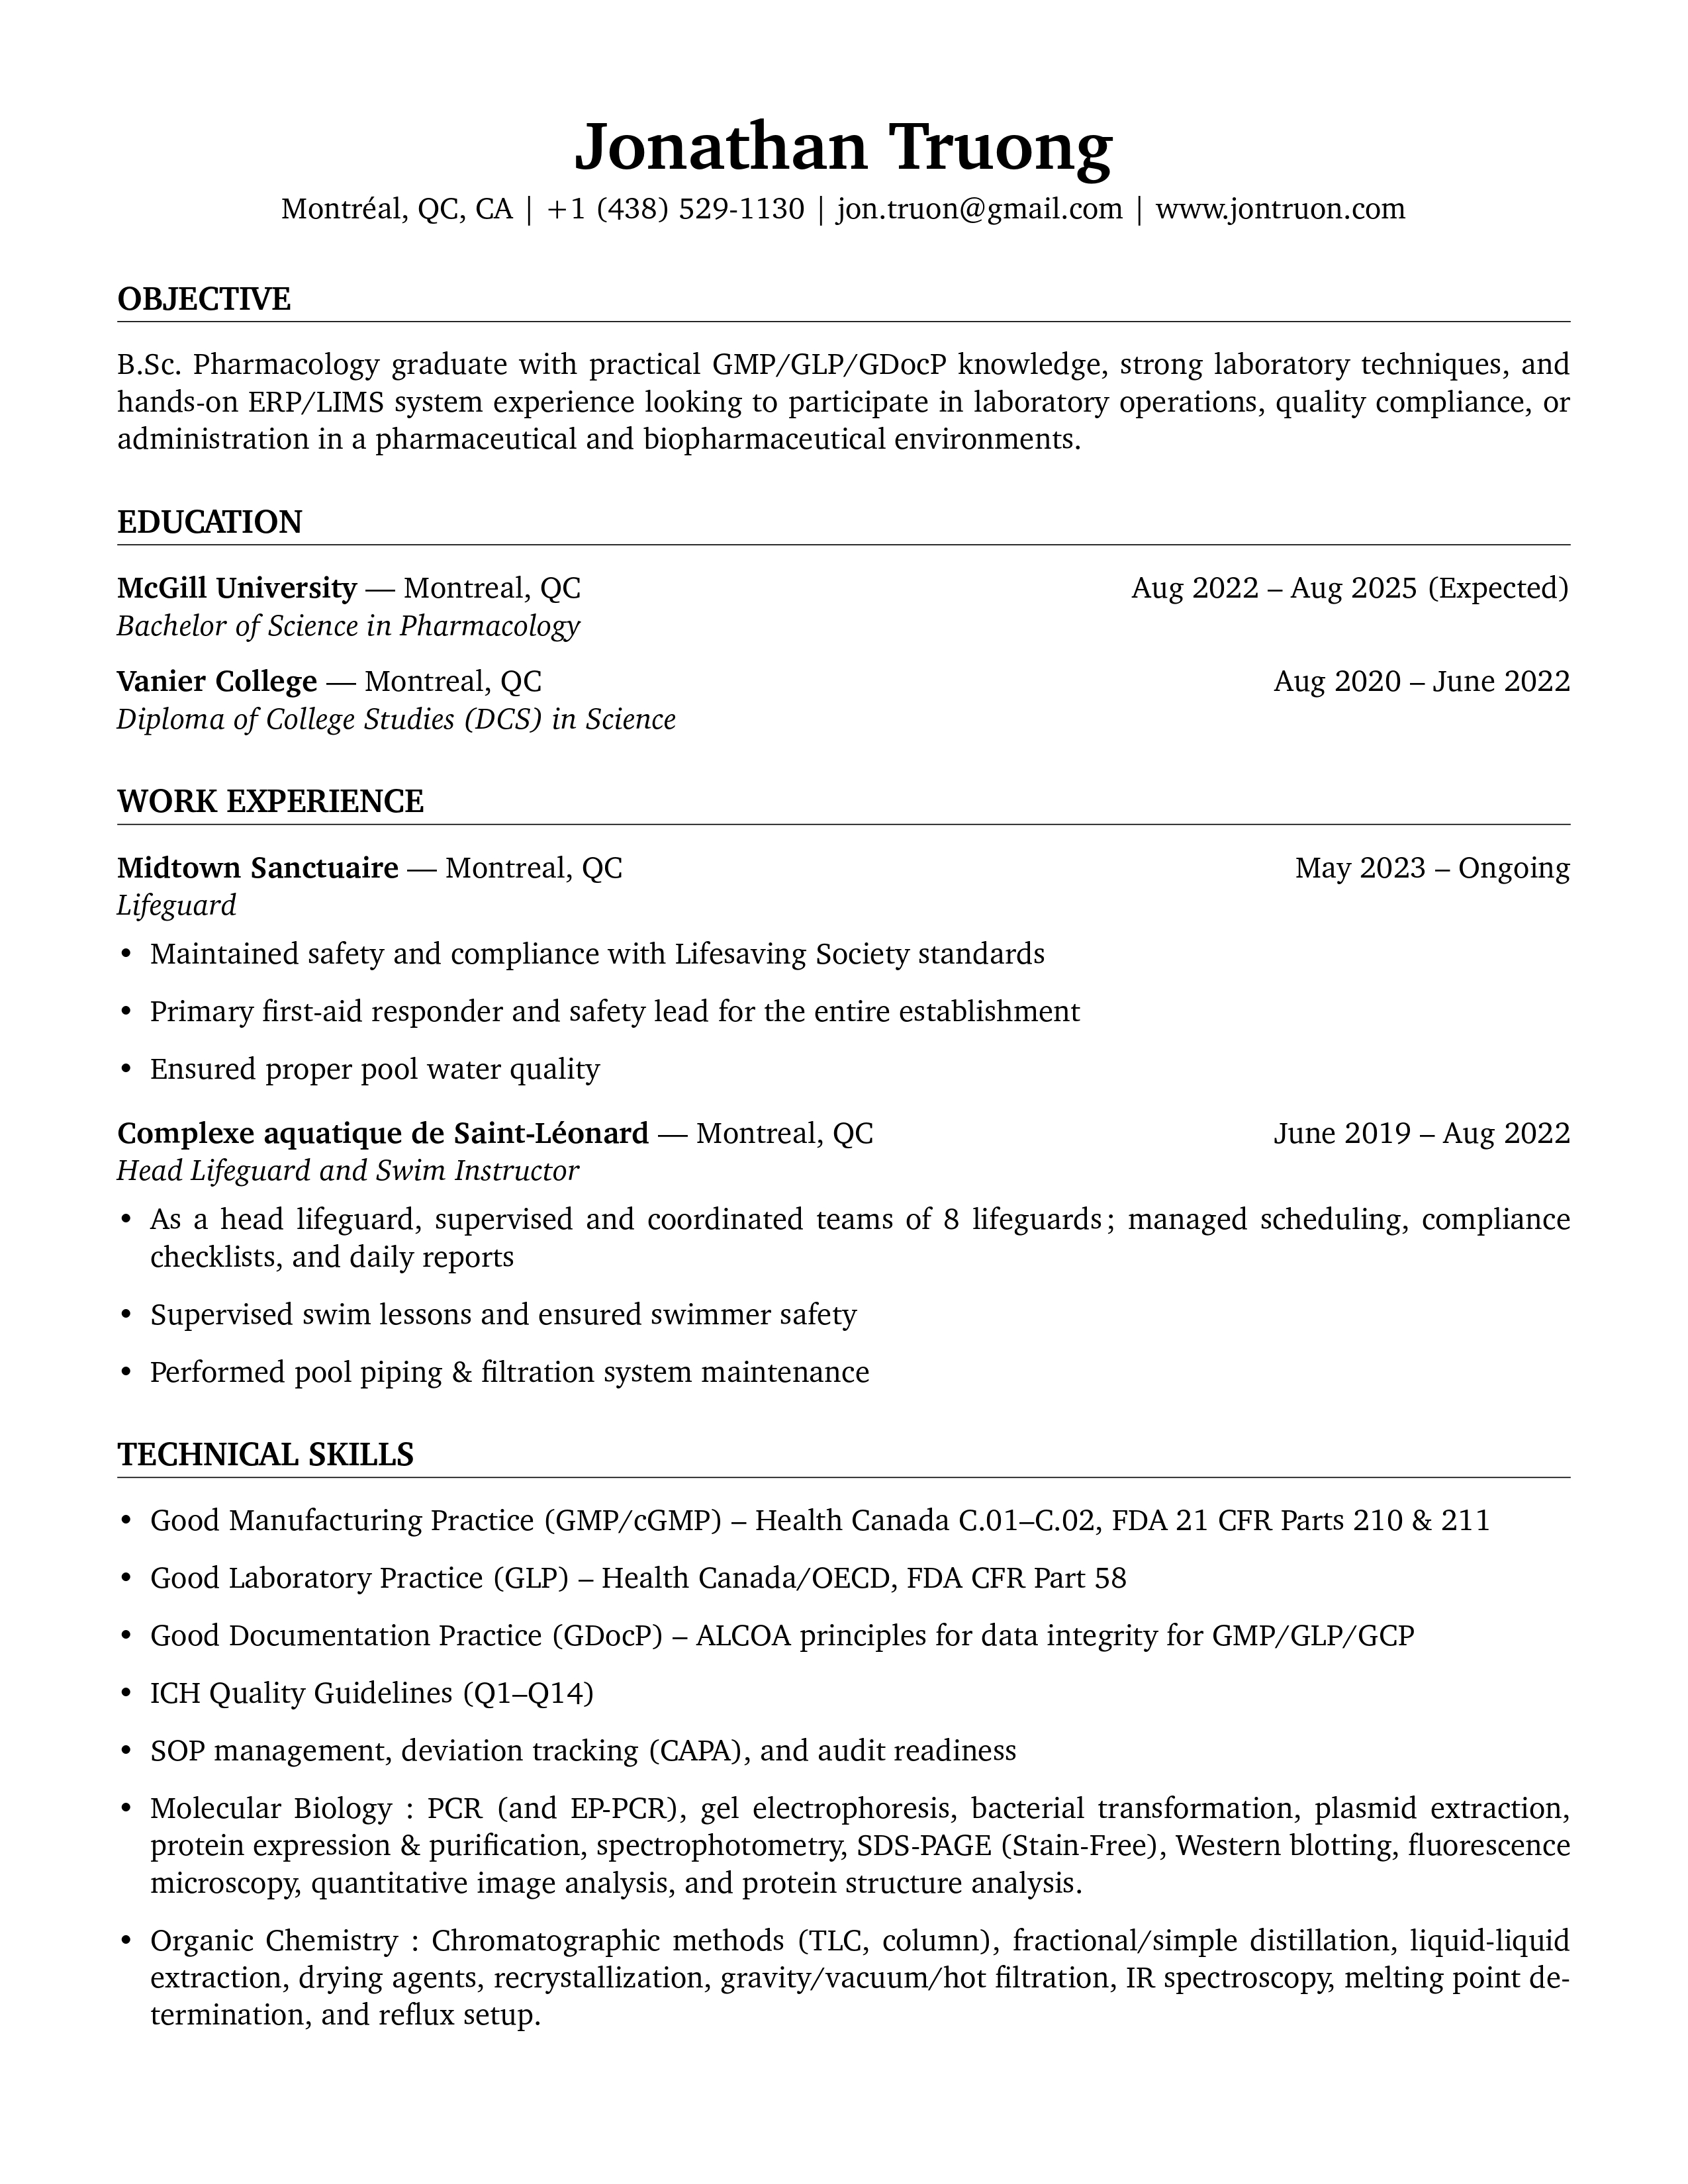 Jonathan Truong
Montréal, QC, CA | +1 (438) 529-1130 | jon.truon@gmail.com | www.jontruon.com
OBJECTIVE
B.Sc. Pharmacology graduate with practical GMP/GLP/GDocP knowledge, strong laboratory techniques, and
hands-on ERP/LIMS system experience looking to participate in laboratory operations, quality compliance, or
administration in a pharmaceutical and biopharmaceutical environments.
EDUCATION
McGill University — Montreal, QC Aug 2022 – Aug 2025 (Expected)
Bachelor of Science in Pharmacology
Vanier College — Montreal, QC Aug 2020 – June 2022
Diploma of College Studies (DCS) in Science
WORK EXPERIENCE
Midtown Sanctuaire — Montreal, QC May 2023 – Ongoing
Lifeguard
• Maintained safety and compliance with Lifesaving Society standards
• Primary first-aid responder and safety lead for the entire establishment
• Ensured proper pool water quality
Complexe aquatique de Saint-Léonard — Montreal, QC June 2019 – Aug 2022
Head Lifeguard and Swim Instructor
• As a head lifeguard, supervised and coordinated teams of 8 lifeguards ; managed scheduling, compliance
checklists, and daily reports
• Supervised swim lessons and ensured swimmer safety
• Performed pool piping & filtration system maintenance
TECHNICAL SKILLS
• Good Manufacturing Practice (GMP/cGMP) – Health Canada C.01–C.02, FDA 21 CFR Parts 210 & 211
• Good Laboratory Practice (GLP) – Health Canada/OECD, FDA CFR Part 58
• Good Documentation Practice (GDocP) – ALCOA principles for data integrity for GMP/GLP/GCP
• ICH Quality Guidelines (Q1–Q14)
• SOP management, deviation tracking (CAPA), and audit readiness
• Molecular Biology : PCR (and EP-PCR), gel electrophoresis, bacterial transformation, plasmid extraction,
protein expression & purification, spectrophotometry, SDS-PAGE (Stain-Free), Western blotting, fluorescence
microscopy, quantitative image analysis, and protein structure analysis.
• Organic Chemistry : Chromatographic methods (TLC, column), fractional/simple distillation, liquid-liquid
extraction, drying agents, recrystallization, gravity/vacuum/hot filtration, IR spectroscopy, melting point de-
termination, and reflux setup.